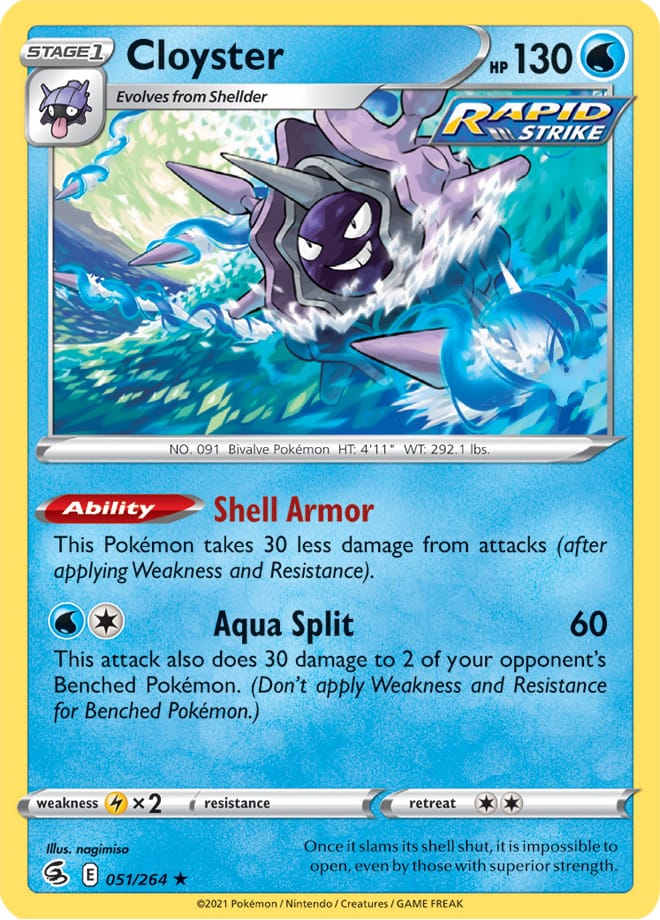 STAGE1
Cloyster
HP 130
Evolves from Shellder
RAPID
STRIKE
NO. 091 Bivalve Pokémon HT: 4'11" WT: 292.1 lbs.
Ability Shell Armor
This Pokémon takes 30 less damage from attacks (after
applying Weakness and Resistance).
Aqua Split 60
This attack also does 30 damage to 2 of your opponent's
Benched Pokémon. (Don't apply Weakness and Resistance
for Benched Pokémon.)
weakness ×2 resistance retreat
Illus. nagimiso
Once it slams its shell shut, it is impossible to
open, even by those with superior strength.
E 051/264 ★
©2021 Pokémon / Nintendo / Creatures / GAME FREAK